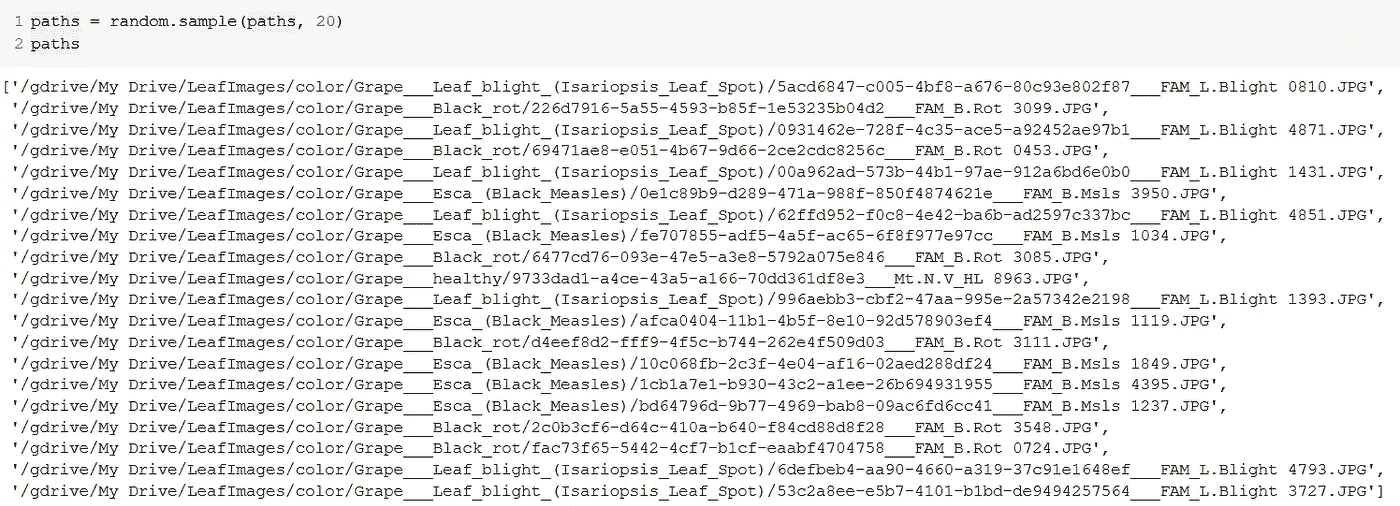 1 paths = random.sample(paths, 20)
2 paths
['/gdrive/My Drive/LeafImages/color/Grape___Leaf_blight_(Isariopsis_Leaf_Spot)/5acd6847-c005-4bf8-a676-80c93e802f87___FAM_L.Blight 0810.JPG',
'/gdrive/My Drive/LeafImages/color/Grape___Black_rot/226d7916-5a55-4593-b85f-1e53235b04d2___FAM_B.Rot 3099.JPG',
'/gdrive/My Drive/LeafImages/color/Grape___Leaf_blight_(Isariopsis_Leaf_Spot)/0931462e-728f-4c35-ace5-a92452ae97b1___FAM_L.Blight 4871.JPG',
'/gdrive/My Drive/LeafImages/color/Grape___Black_rot/69471ae8-e051-4b67-9d66-2ce2cdc8256c___FAM_B.Rot 0453.JPG',
'/gdrive/My Drive/LeafImages/color/Grape___Leaf_blight_(Isariopsis_Leaf_Spot)/00a962ad-573b-44b1-97ae-912a6bd6e0b0___FAM_L.Blight 1431.JPG',
'/gdrive/My Drive/LeafImages/color/Grape___Esca_(Black_Measles)/0e1c89b9-d289-471a-988f-850f4874621e___FAM_B.Msls 3950.JPG',
'/gdrive/My Drive/LeafImages/color/Grape___Leaf_blight_(Isariopsis_Leaf_Spot)/62ffd952-f0c8-4e42-ba6b-ad2597c337bc___FAM_L.Blight 4851.JPG',
'/gdrive/My Drive/LeafImages/color/Grape___Esca_(Black_Measles)/fe707855-adf5-4a5f-ac65-6f8f977e97cc___FAM_B.Msls 1034.JPG',
'/gdrive/My Drive/LeafImages/color/Grape___Black_rot/6477cd76-093e-47e5-a3e8-5792a075e846___FAM_B.Rot 3085.JPG',
'/gdrive/My Drive/LeafImages/color/Grape___healthy/9733dad1-a4ce-43a5-a166-70dd361df8e3___Mt.N.V_HL 8963.JPG',
'/gdrive/My Drive/LeafImages/color/Grape___Leaf_blight_(Isariopsis_Leaf_Spot)/996aebb3-cbf2-47aa-995e-2a57342e2198___FAM_L.Blight 1393.JPG',
'/gdrive/My Drive/LeafImages/color/Grape___Esca_(Black_Measles)/afca0404-11b1-4b5f-8e10-92d578903ef4___FAM_B.Msls 1119.JPG',
'/gdrive/My Drive/LeafImages/color/Grape___Black_rot/d4eef8d2-fff9-4f5c-b744-262e4f509d03___FAM_B.Rot 3111.JPG',
'/gdrive/My Drive/LeafImages/color/Grape___Esca_(Black_Measles)/10c068fb-2c3f-4e04-af16-02aed288df24___FAM_B.Msls 1849.JPG',
'/gdrive/My Drive/LeafImages/color/Grape___Esca_(Black_Measles)/1cb1a7e1-b930-43c2-a1ee-26b694931955___FAM_B.Msls 4395.JPG',
'/gdrive/My Drive/LeafImages/color/Grape___Esca_(Black_Measles)/bd64796d-9b77-4969-bab8-09ac6fd6cc41___FAM_B.Msls 1237.JPG',
'/gdrive/My Drive/LeafImages/color/Grape___Black_rot/2c0b3cf6-d64c-410a-b640-f84cd88d8f28___FAM_B.Rot 3548.JPG',
'/gdrive/My Drive/LeafImages/color/Grape___Black_rot/fac73f65-5442-4cf7-b1cf-eaabf4704758___FAM_B.Rot 0724.JPG',
'/gdrive/My Drive/LeafImages/color/Grape___Leaf_blight_(Isariopsis_Leaf_Spot)/6defbeb4-aa90-4660-a319-37c91e1648ef___FAM_L.Blight 4793.JPG',
'/gdrive/My Drive/LeafImages/color/Grape___Leaf_blight_(Isariopsis_Leaf_Spot)/53c2a8ee-e5b7-4101-b1bd-de9494257564___FAM_L.Blight 3727.JPG']